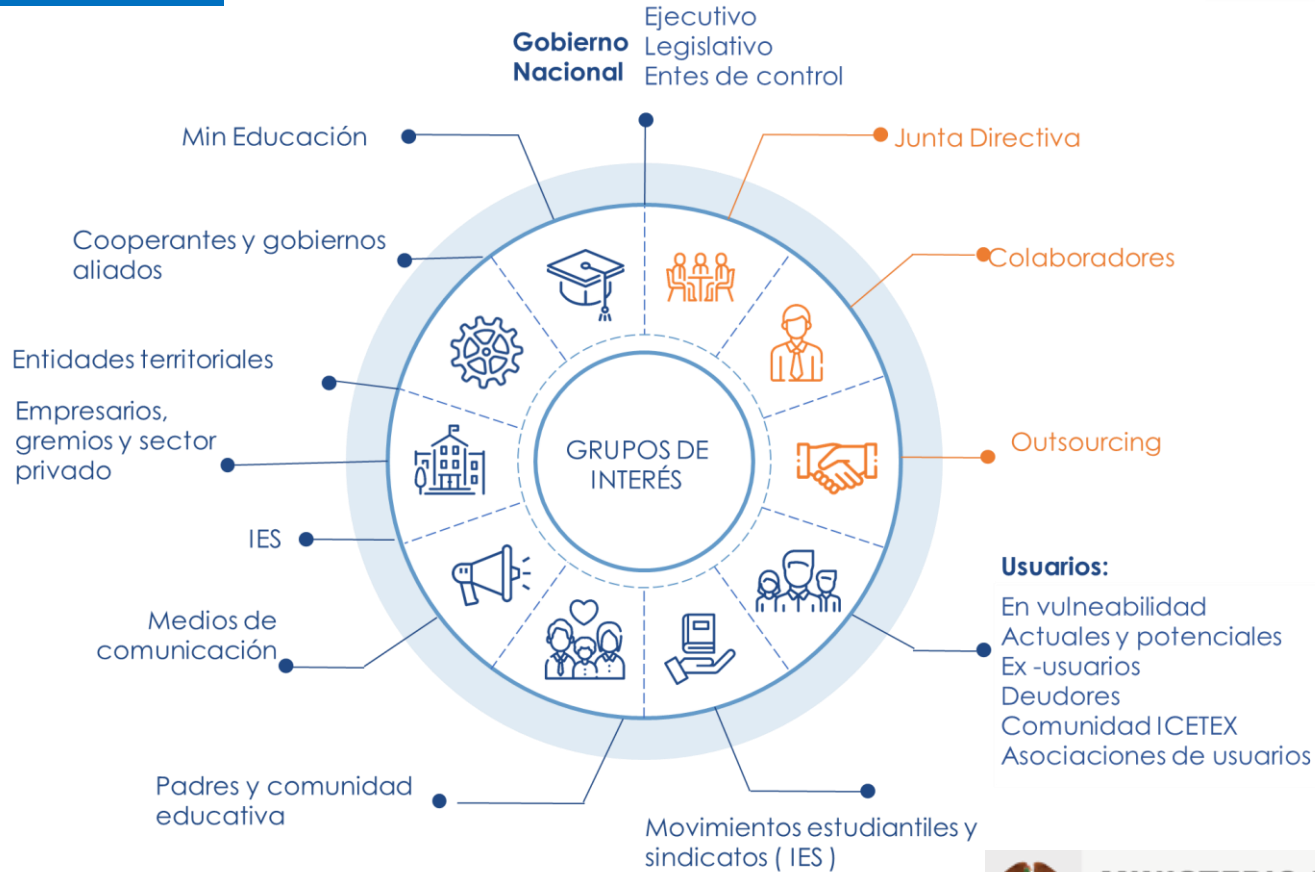 Gobierno
Nacional
Ejecutivo
Legislativo
Entes de control
Min Educación
Junta Directiva
Cooperantes y gobiernos
aliados
Colaboradores
Entidades territoriales
Empresarios,
gremios y sector
privado
GRUPOS DE
INTERÉS
Outsourcing
IES
Usuarios:
En vulneabilidad
Actuales y potenciales
Ex -usuarios
Deudores
Comunidad ICETEX
Asociaciones de usuarios
Medios de
comunicación
Padres y comunidad
educativa
Movimientos estudiantiles y
sindicatos ( IES )